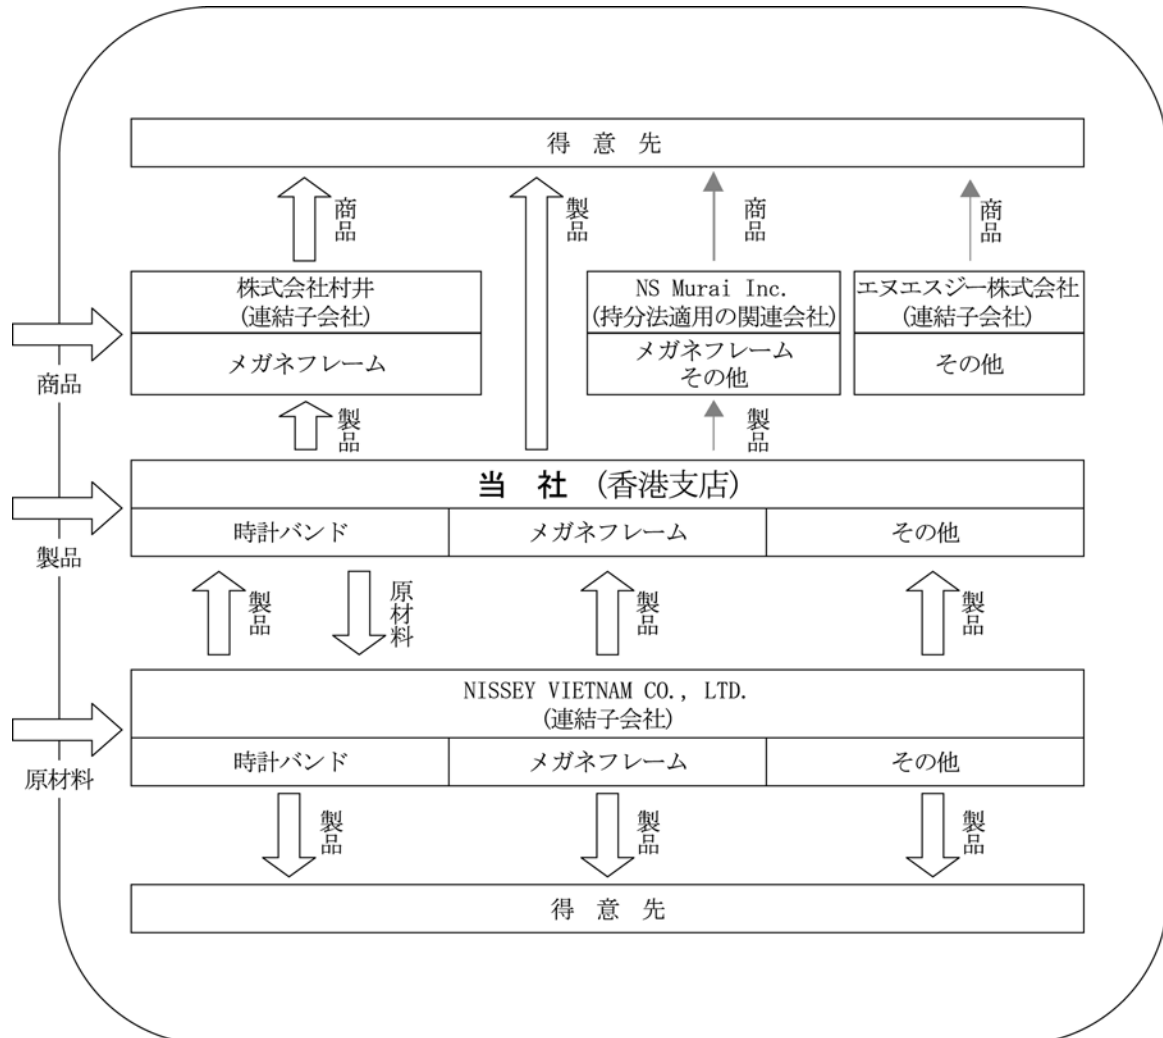 得 意 先
商品
製品
商品
商品
株式会社村井
(連結子会社)
メガネフレーム
NS Murai Inc.
(持分法適用の関連会社)
メガネフレーム
その他
エヌエスジー株式会社
(連結子会社)
その他
商品
製品
製品
当 社 (香港支店)
時計バンド
メガネフレーム
その他
製品
製品
原材料
製品
製品
NISSEY VIETNAM CO., LTD.
(連結子会社)
時計バンド
メガネフレーム
その他
原材料
製品
製品
製品
得 意 先